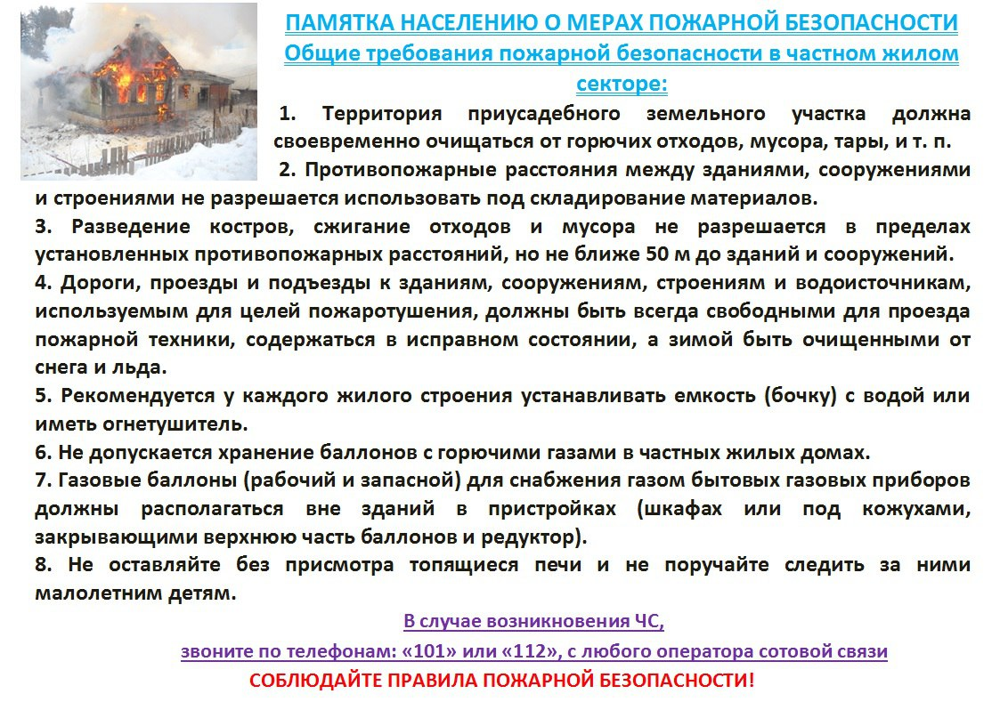 ПАМЯТКА НАСЕЛЕНИЮ О МЕРАХ ПОЖАРНОЙ БЕЗОПАСНОСТИ
Общие требования пожарной безопасности в частном жилом
секторе:
1. Территория приусадебного земельного участка должна
своевременно очищаться от горючих отходов, мусора, тары, и т. п.
2. Противопожарные расстояния между зданиями, сооружениями
и строениями не разрешается использовать под складирование материалов.
3. Разведение костров, сжигание отходов и мусора не разрешается в пределах
установленных противопожарных расстояний, но не ближе 50 м до зданий и сооружений.
4. Дороги, проезды и подъезды к зданиям, сооружениям, строениям и водоисточникам,
используемым для целей пожаротушения, должны быть всегда свободными для проезда
пожарной техники, содержаться в исправном состоянии, а зимой быть очищенными от
снега и льда.
5. Рекомендуется у каждого жилого строения устанавливать емкость (бочку) с водой или
иметь огнетушитель.
6. Не допускается хранение баллонов с горючими газами в частных жилых домах.
7. Газовые баллоны (рабочий и запасной) для снабжения газом бытовых газовых приборов
должны располагаться вне зданий в пристройках (шкафах или под кожухами,
закрывающими верхнюю часть баллонов и редуктор).
8. Не оставляйте без присмотра топящиеся печи и не поручайте следить за ними
малолетним детям.
В случае возникновения ЧС,
звоните по телефонам: «101» или «112», с любого оператора сотовой связи
СОБЛЮДАЙТЕ ПРАВИЛА ПОЖАРНОЙ БЕЗОПАСНОСТИ!